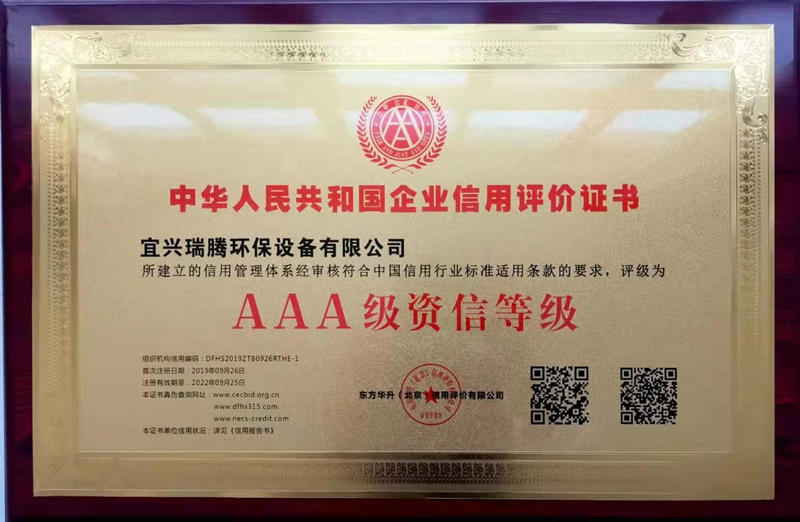 AAA
中华人民共和国企业信用评价证书
宜兴瑞腾环保设备有限公司
所建立的信用管理体系经审核符合中国信用行业标准适用条款的要求，评级为
AAA级资信等级
组织机构信用编码：DFHS2019ZTB0926RTHE-1
首次注册日期：2019年09月26日
注册有效期至：2022年09月25日
本证书真伪查询网址：www.cecbid.org.cn
www.dfhs315.com
www.necs-credit.com
本证书单位信用状况：详见《信用报告书》
东方华升（北京）信用评价有限公司